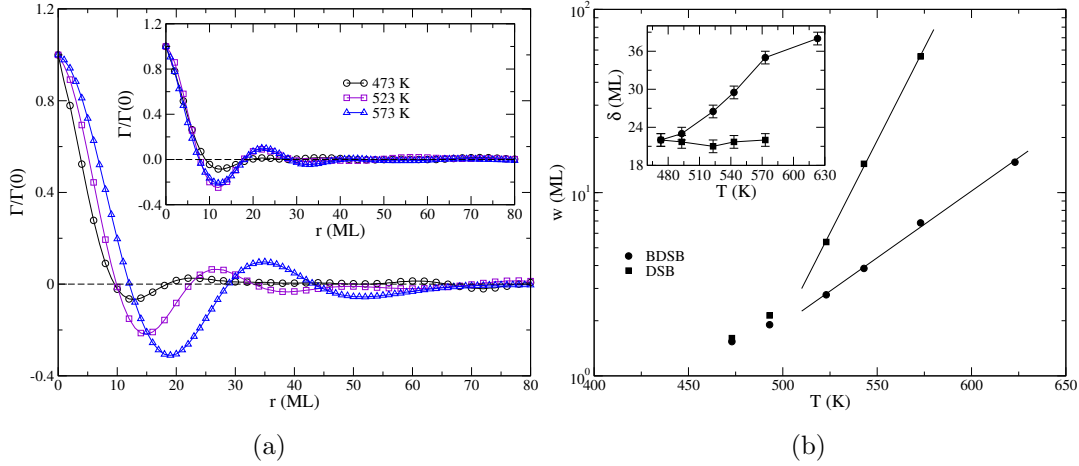 1.2
0.8
0.4
0
-0.4
Γ/Γ(0)
0 10 20 30 40 50 60 70 80
r (ML)
1.2
0.8
0.4
0.0
-0.4
Γ/Γ(0)
0 10 20 30 40 50 60 70 80
r (ML)
473 K
523 K
573 K
(a)
10²
10¹
10⁰
w (ML)
400 450 500 550 600 650
T (K)
BDSB
DSB
36
30
24
18
δ (ML)
480 510 540 570 600 630
T (K)
(b)